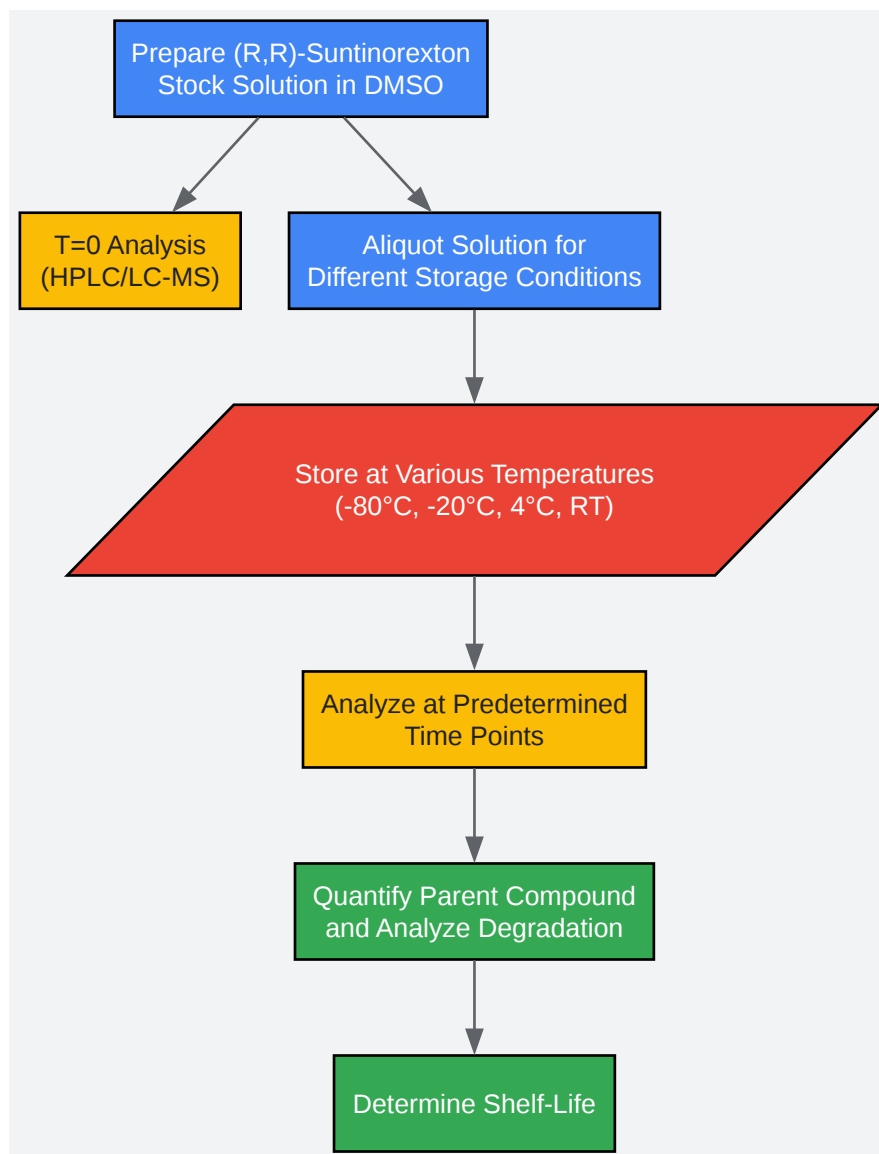 Prepare (R,R)-Suntinorexton
Stock Solution in DMSO
T=0 Analysis
(HPLC/LC-MS)
Aliquot Solution for
Different Storage Conditions
Store at Various Temperatures
(-80°C, -20°C, 4°C, RT)
Analyze at Predetermined
Time Points
Quantify Parent Compound
and Analyze Degradation
Determine Shelf-Life